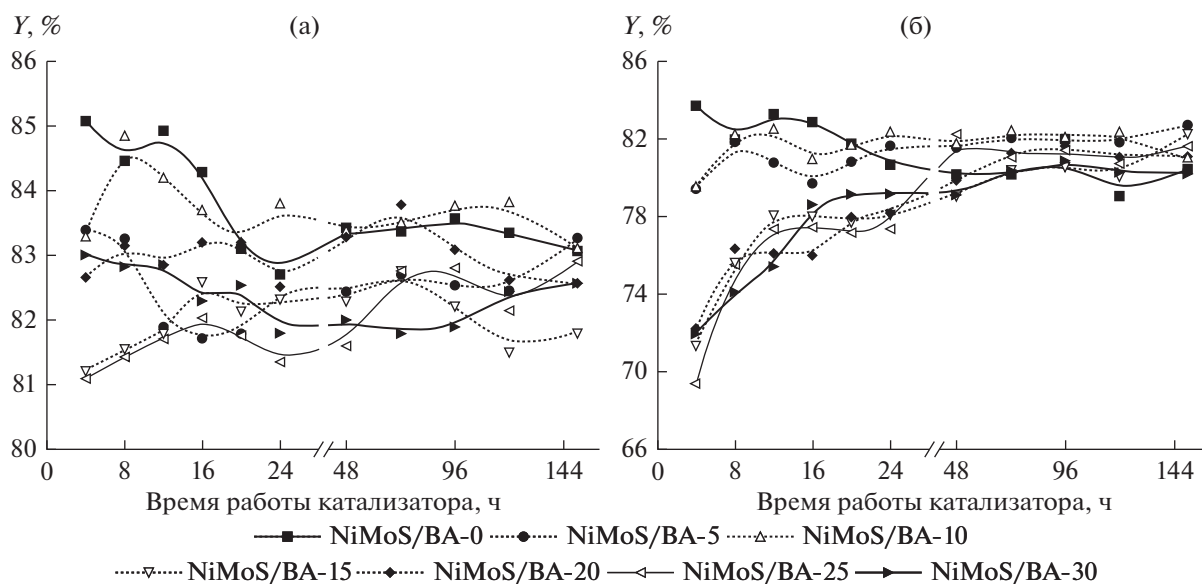 Y, % (а)
86
85
84
83
82
81
80
0 8 16 24 48 96 144
Время работы катализатора, ч
Y, % (б)
86
82
78
74
70
66
0 8 16 24 48 96 144
Время работы катализатора, ч
NiMoS/BA-0 NiMoS/BA-5 NiMoS/BA-10
NiMoS/BA-15 NiMoS/BA-20 NiMoS/BA-25 NiMoS/BA-30